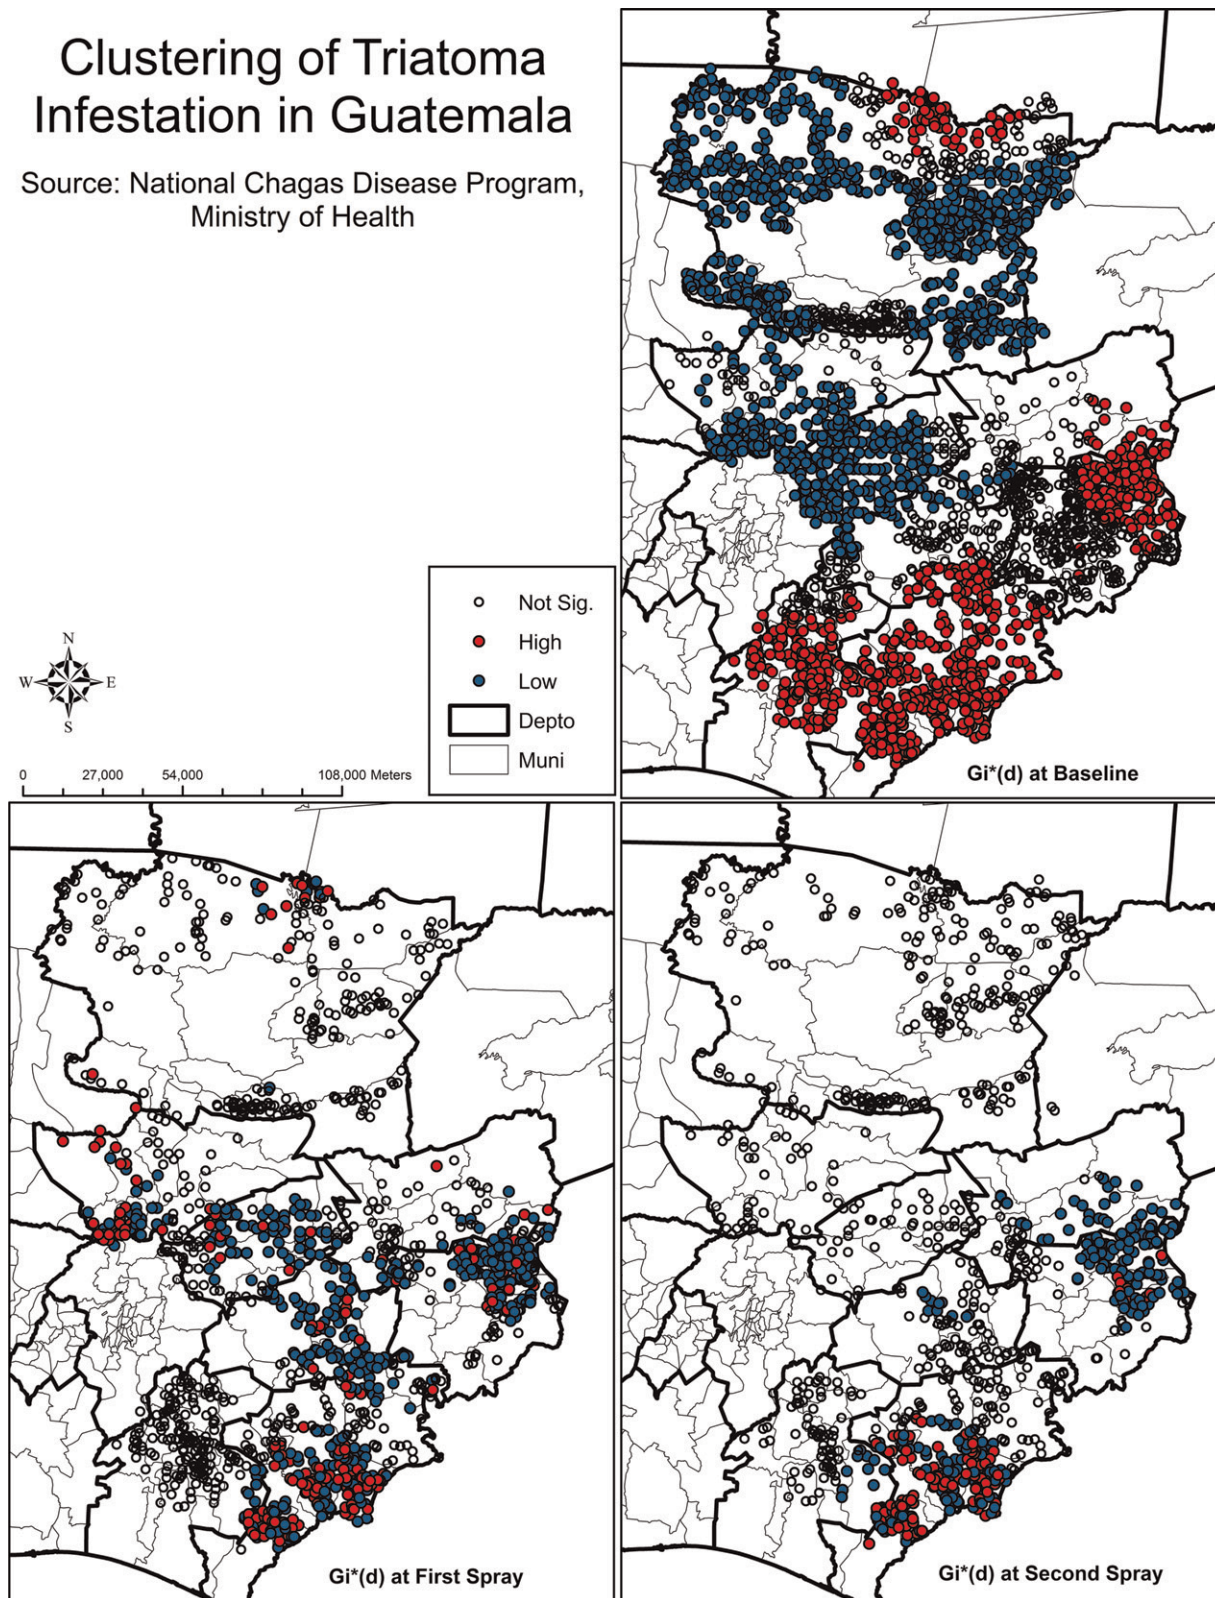 Clustering of Triatoma
Infestation in Guatemala
Source: National Chagas Disease Program,
Ministry of Health
Not Sig.
High
Low
Depto
Muni
N
W E
S
0 27,000 54,000 108,000 Meters
Gi*(d) at Baseline
Gi*(d) at First Spray
Gi*(d) at Second Spray